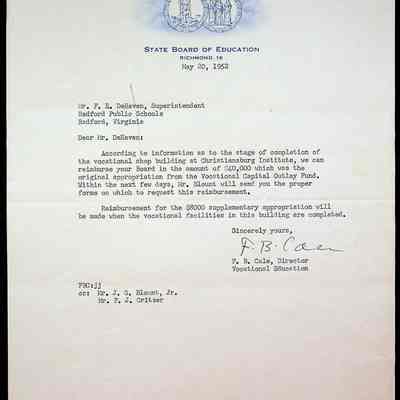 STATE BOARD OF EDUCATION
RICHMOND 16
May 20, 1952
Mr. F. E. DeHaven, Superintendent
Radford Public Schools
Radford, Virginia
Dear Mr. DeHaven:
According to information as to the stage of completion of
the vocational shop building at Christiansburg Institute, we can
reimburse your Board in the amount of $40,000 which was the
original appropriation from the Vocational Capital Outlay Fund.
Within the next few days, Mr. Blount will send you the proper
forms on which to request this reimbursement.
Reimbursement for the $8000 supplementary appropriation will
be made when the vocational facilities in this building are completed.
Sincerely yours,
F. B. Cale
F. B. Cale, Director
Vocational Education
FBC:jj
cc: Mr. J. G. Blount, Jr.
Mr. F. J. Critzer